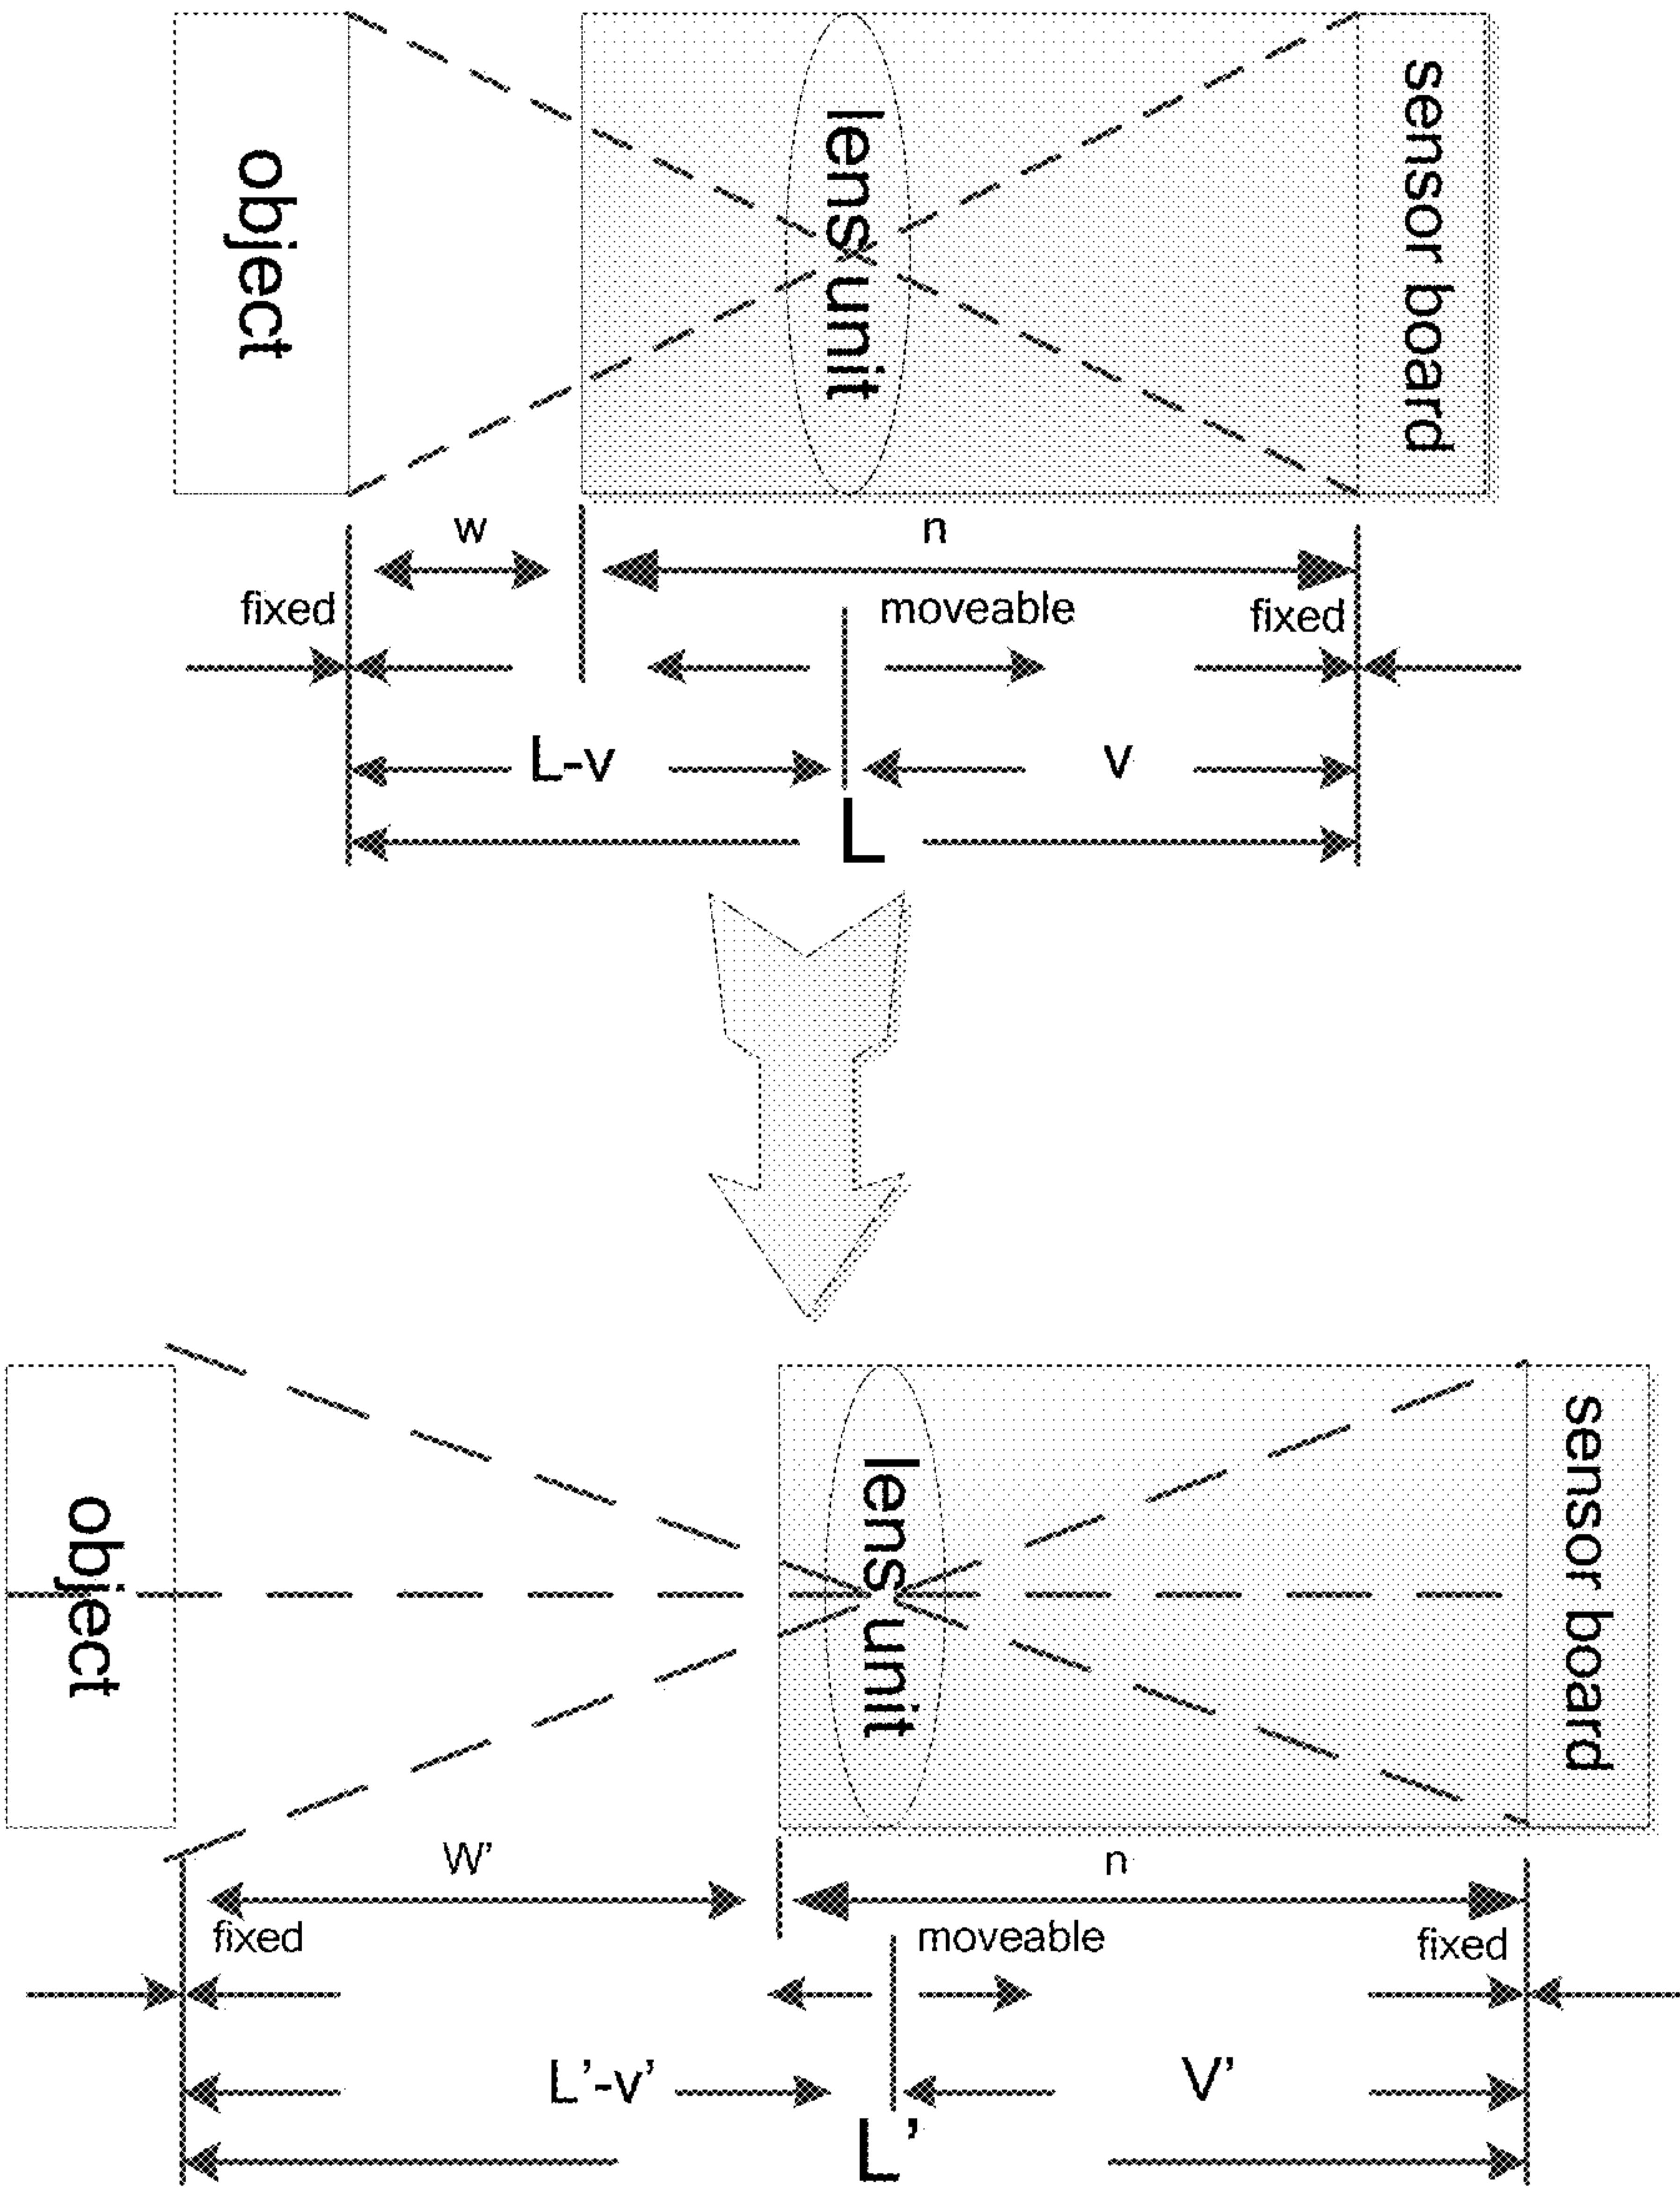 object
lens unit
sensor board
w
n
fixed
moveable
fixed
L-v
v
L
object
lens unit
sensor board
W'
n
fixed
moveable
fixed
L'-v'
V'
L'